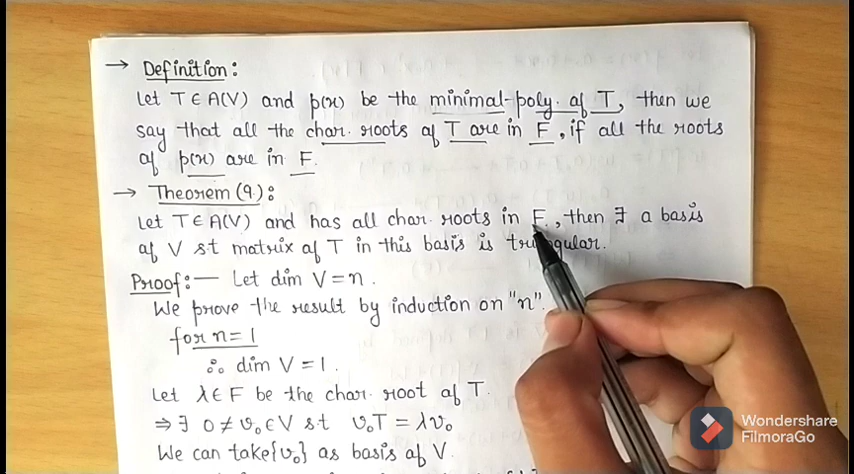 → Definition:
Let T∈A(V) and p(x) be the minimal-poly. of T, then we
say that all the char. roots of T are in F, if all the roots
of p(x) are in F.
→ Theorem (9):
Let T∈A(V) and has all char. roots in F, then ∃ a basis
of V st matrix of T in this basis is triangular.
Proof:— Let dim V=n.
We prove the result by induction on "n".
for n=1
∴ dim V=1.
Let λ∈F be the char. root of T.
⇒ ∃ 0≠v₀∈V st v₀T=λv₀
We can take{v₀} as basis of V.
Wondershare
FilmoraGo